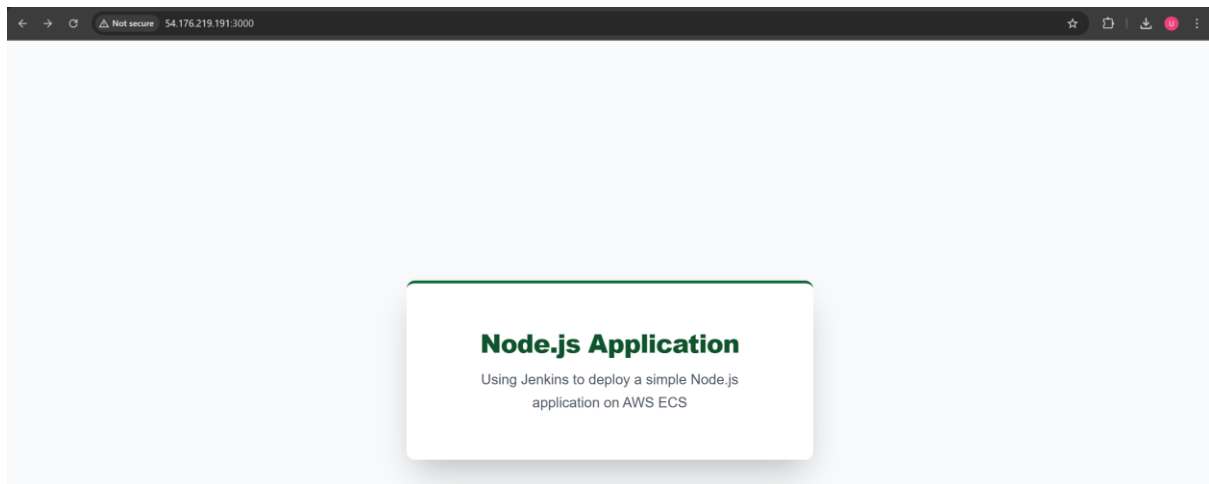 Not secure 54.176.219.191:3000
U
Node.js Application
Using Jenkins to deploy a simple Node.js
application on AWS ECS